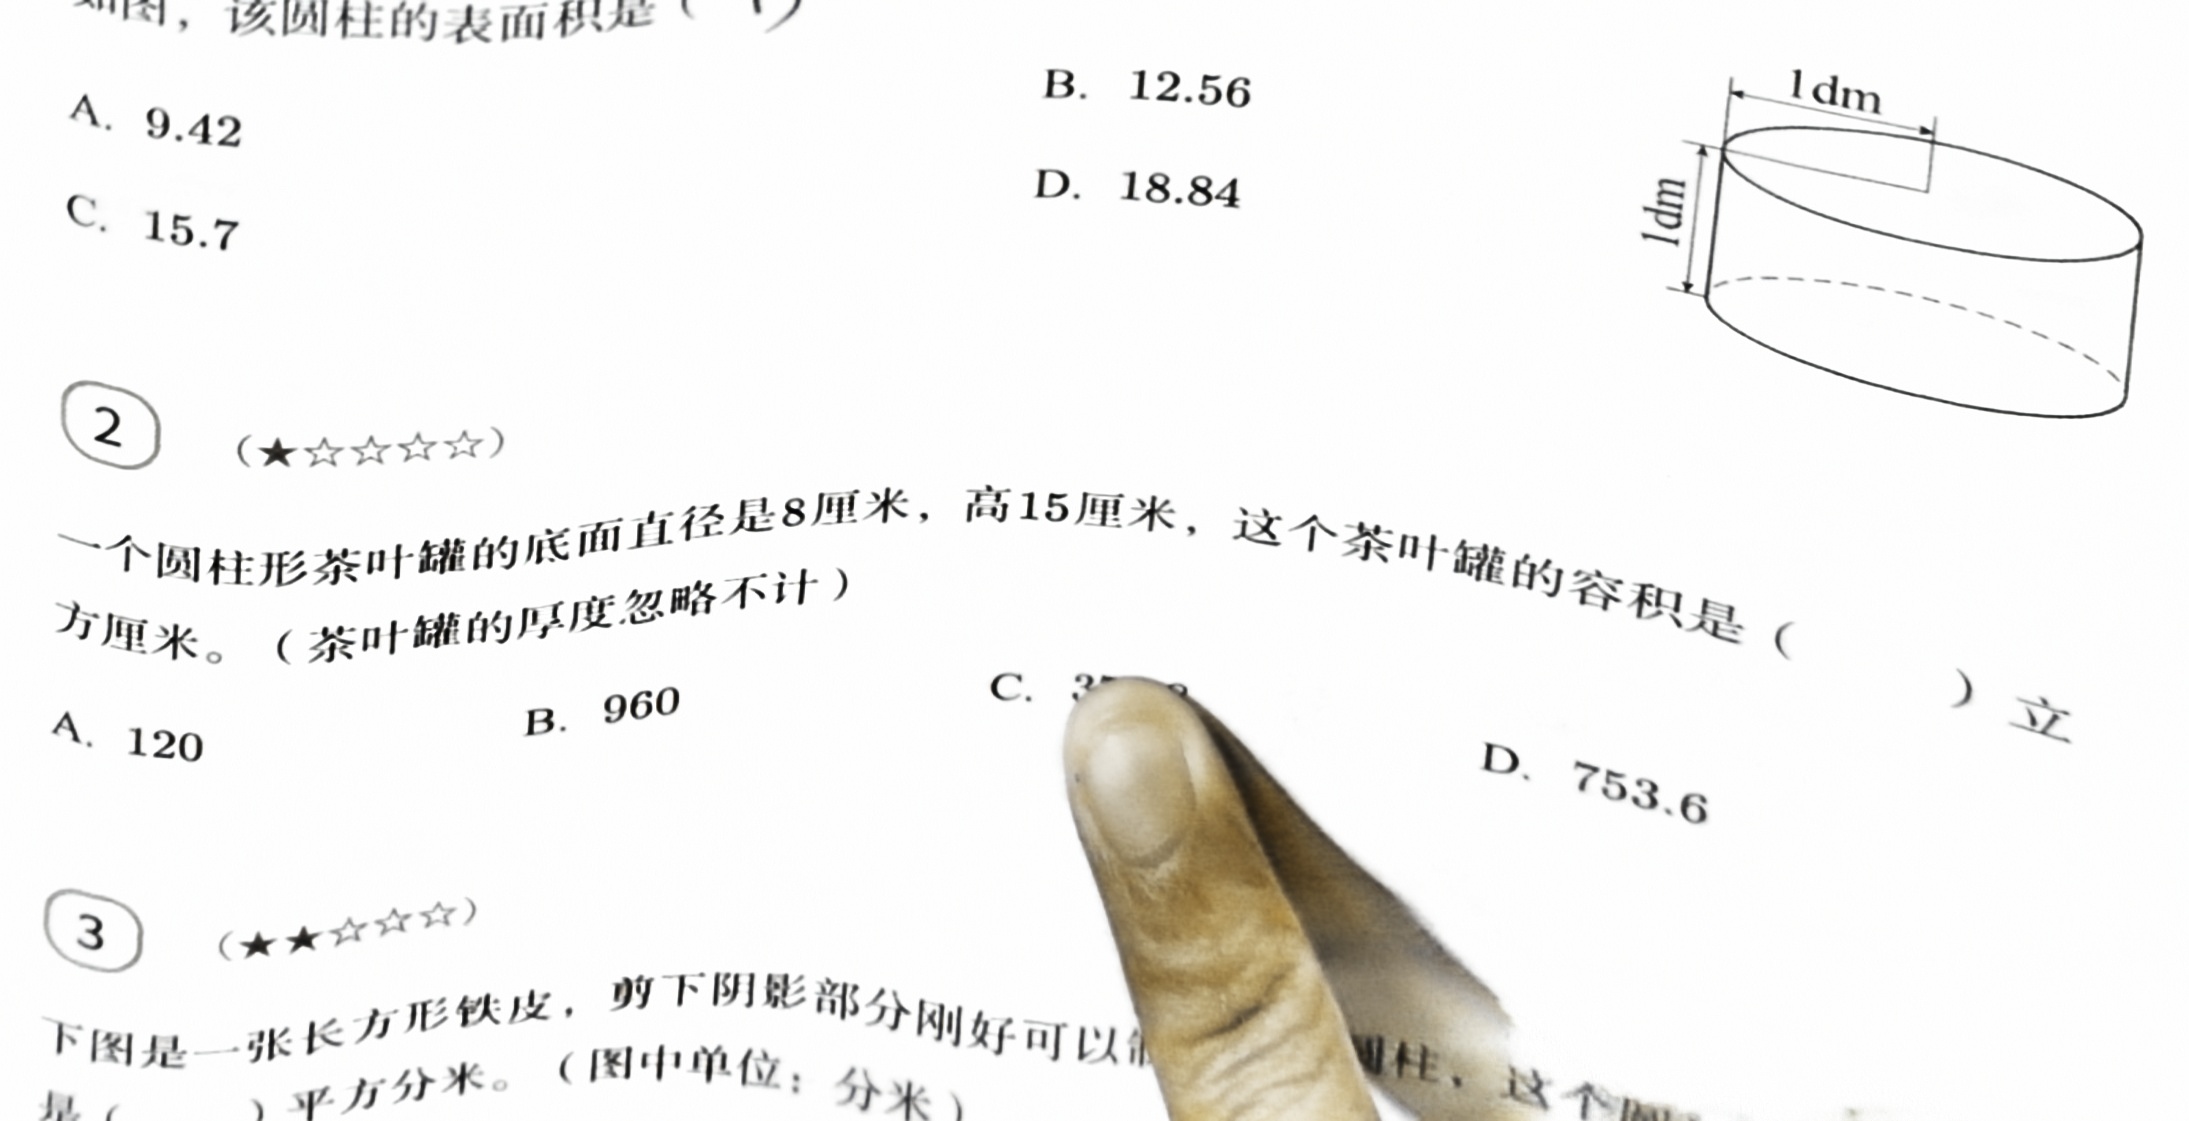 如图，该圆柱的表面积是（
A. 9.42
B. 12.56
C. 15.7
D. 18.84
1dm
1dm
2 （★☆☆☆☆）
一个圆柱形茶叶罐的底面直径是8厘米，高15厘米，这个茶叶罐的容积是（ ）立
方厘米。（茶叶罐的厚度忽略不计）
A. 120
B. 960
C.
D. 753.6
3 （★★☆☆☆）
下图是一张长方形铁皮，剪下阴影部分刚好可以 圆柱，这个
是（ ）平方分米。（图中单位：分米）